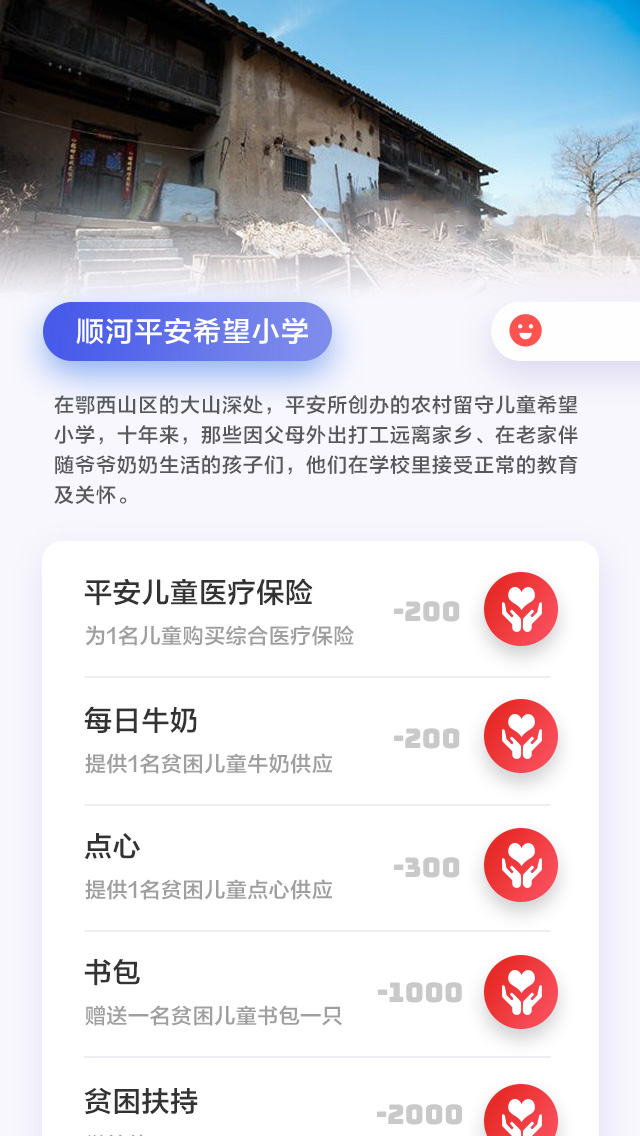 顺河平安希望小学
在鄂西山区的大山深处，平安所创办的农村留守儿童希望
小学，十年来，那些因父母外出打工远离家乡、在老家伴
随爷爷奶奶生活的孩子们，他们在学校里接受正常的教育
及关怀。
平安儿童医疗保险
-200
为1名儿童购买综合医疗保险
每日牛奶
-200
提供1名贫困儿童牛奶供应
点心
-300
提供1名贫困儿童点心供应
书包
-1000
赠送一名贫困儿童书包一只
贫困扶持
-2000